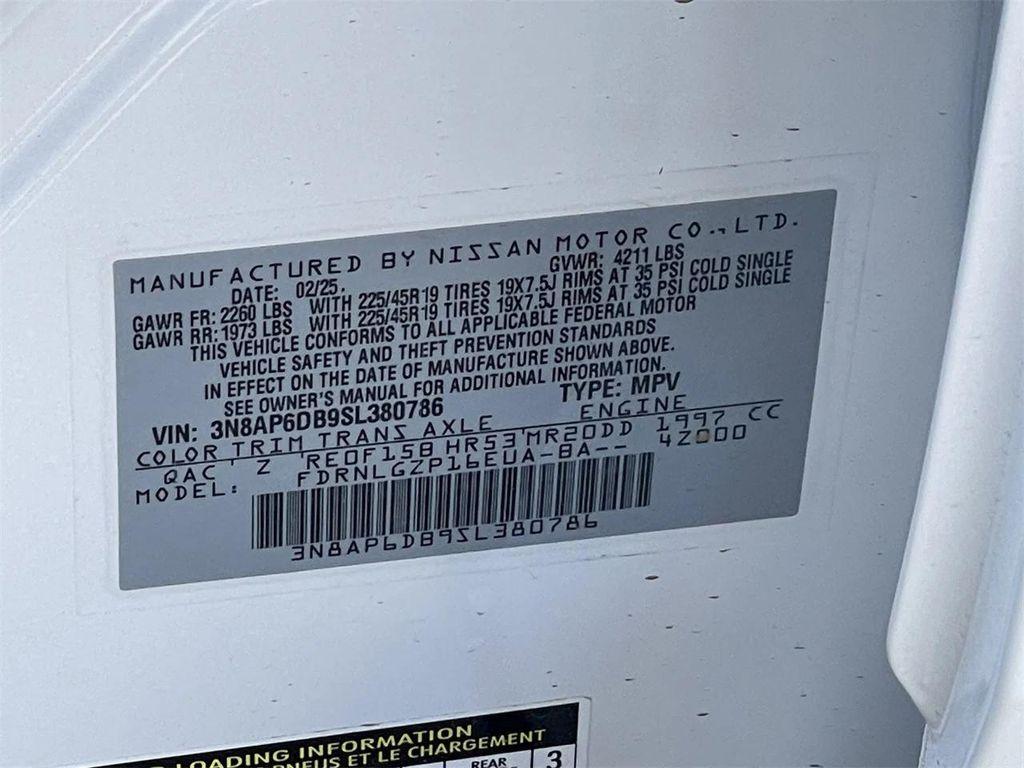 MANUFACTURED BY NISSAN MOTOR CO., LTD.
DATE: 02/25. GVWR: 4211 LBS
GAWR FR: 2260 LBS WITH 225/45R19 TIRES 19X7.5J RIMS AT 35 PSI COLD SINGLE
GAWR RR: 1973 LBS WITH 225/45R19 TIRES 19X7.5J RIMS AT 35 PSI COLD SINGLE
THIS VEHICLE CONFORMS TO ALL APPLICABLE FEDERAL MOTOR
VEHICLE SAFETY AND THEFT PREVENTION STANDARDS
IN EFFECT ON THE DATE OF MANUFACTURE SHOWN ABOVE.
SEE OWNER'S MANUAL FOR ADDITIONAL INFORMATION.
VIN: 3N8AP6DB9SL380786 TYPE: MPV
COLOR TRIM TRANS AXLE ENGINE
QAC Z RE0F15B HR53 MR20DD 1997 CC
MODEL: FDRNLGZP16EUA-BA-- 4Z000
3N8AP6DB9SL380786
LOADING INFORMATION
PNEUS ET LE CHARGEMENT
REAR 3